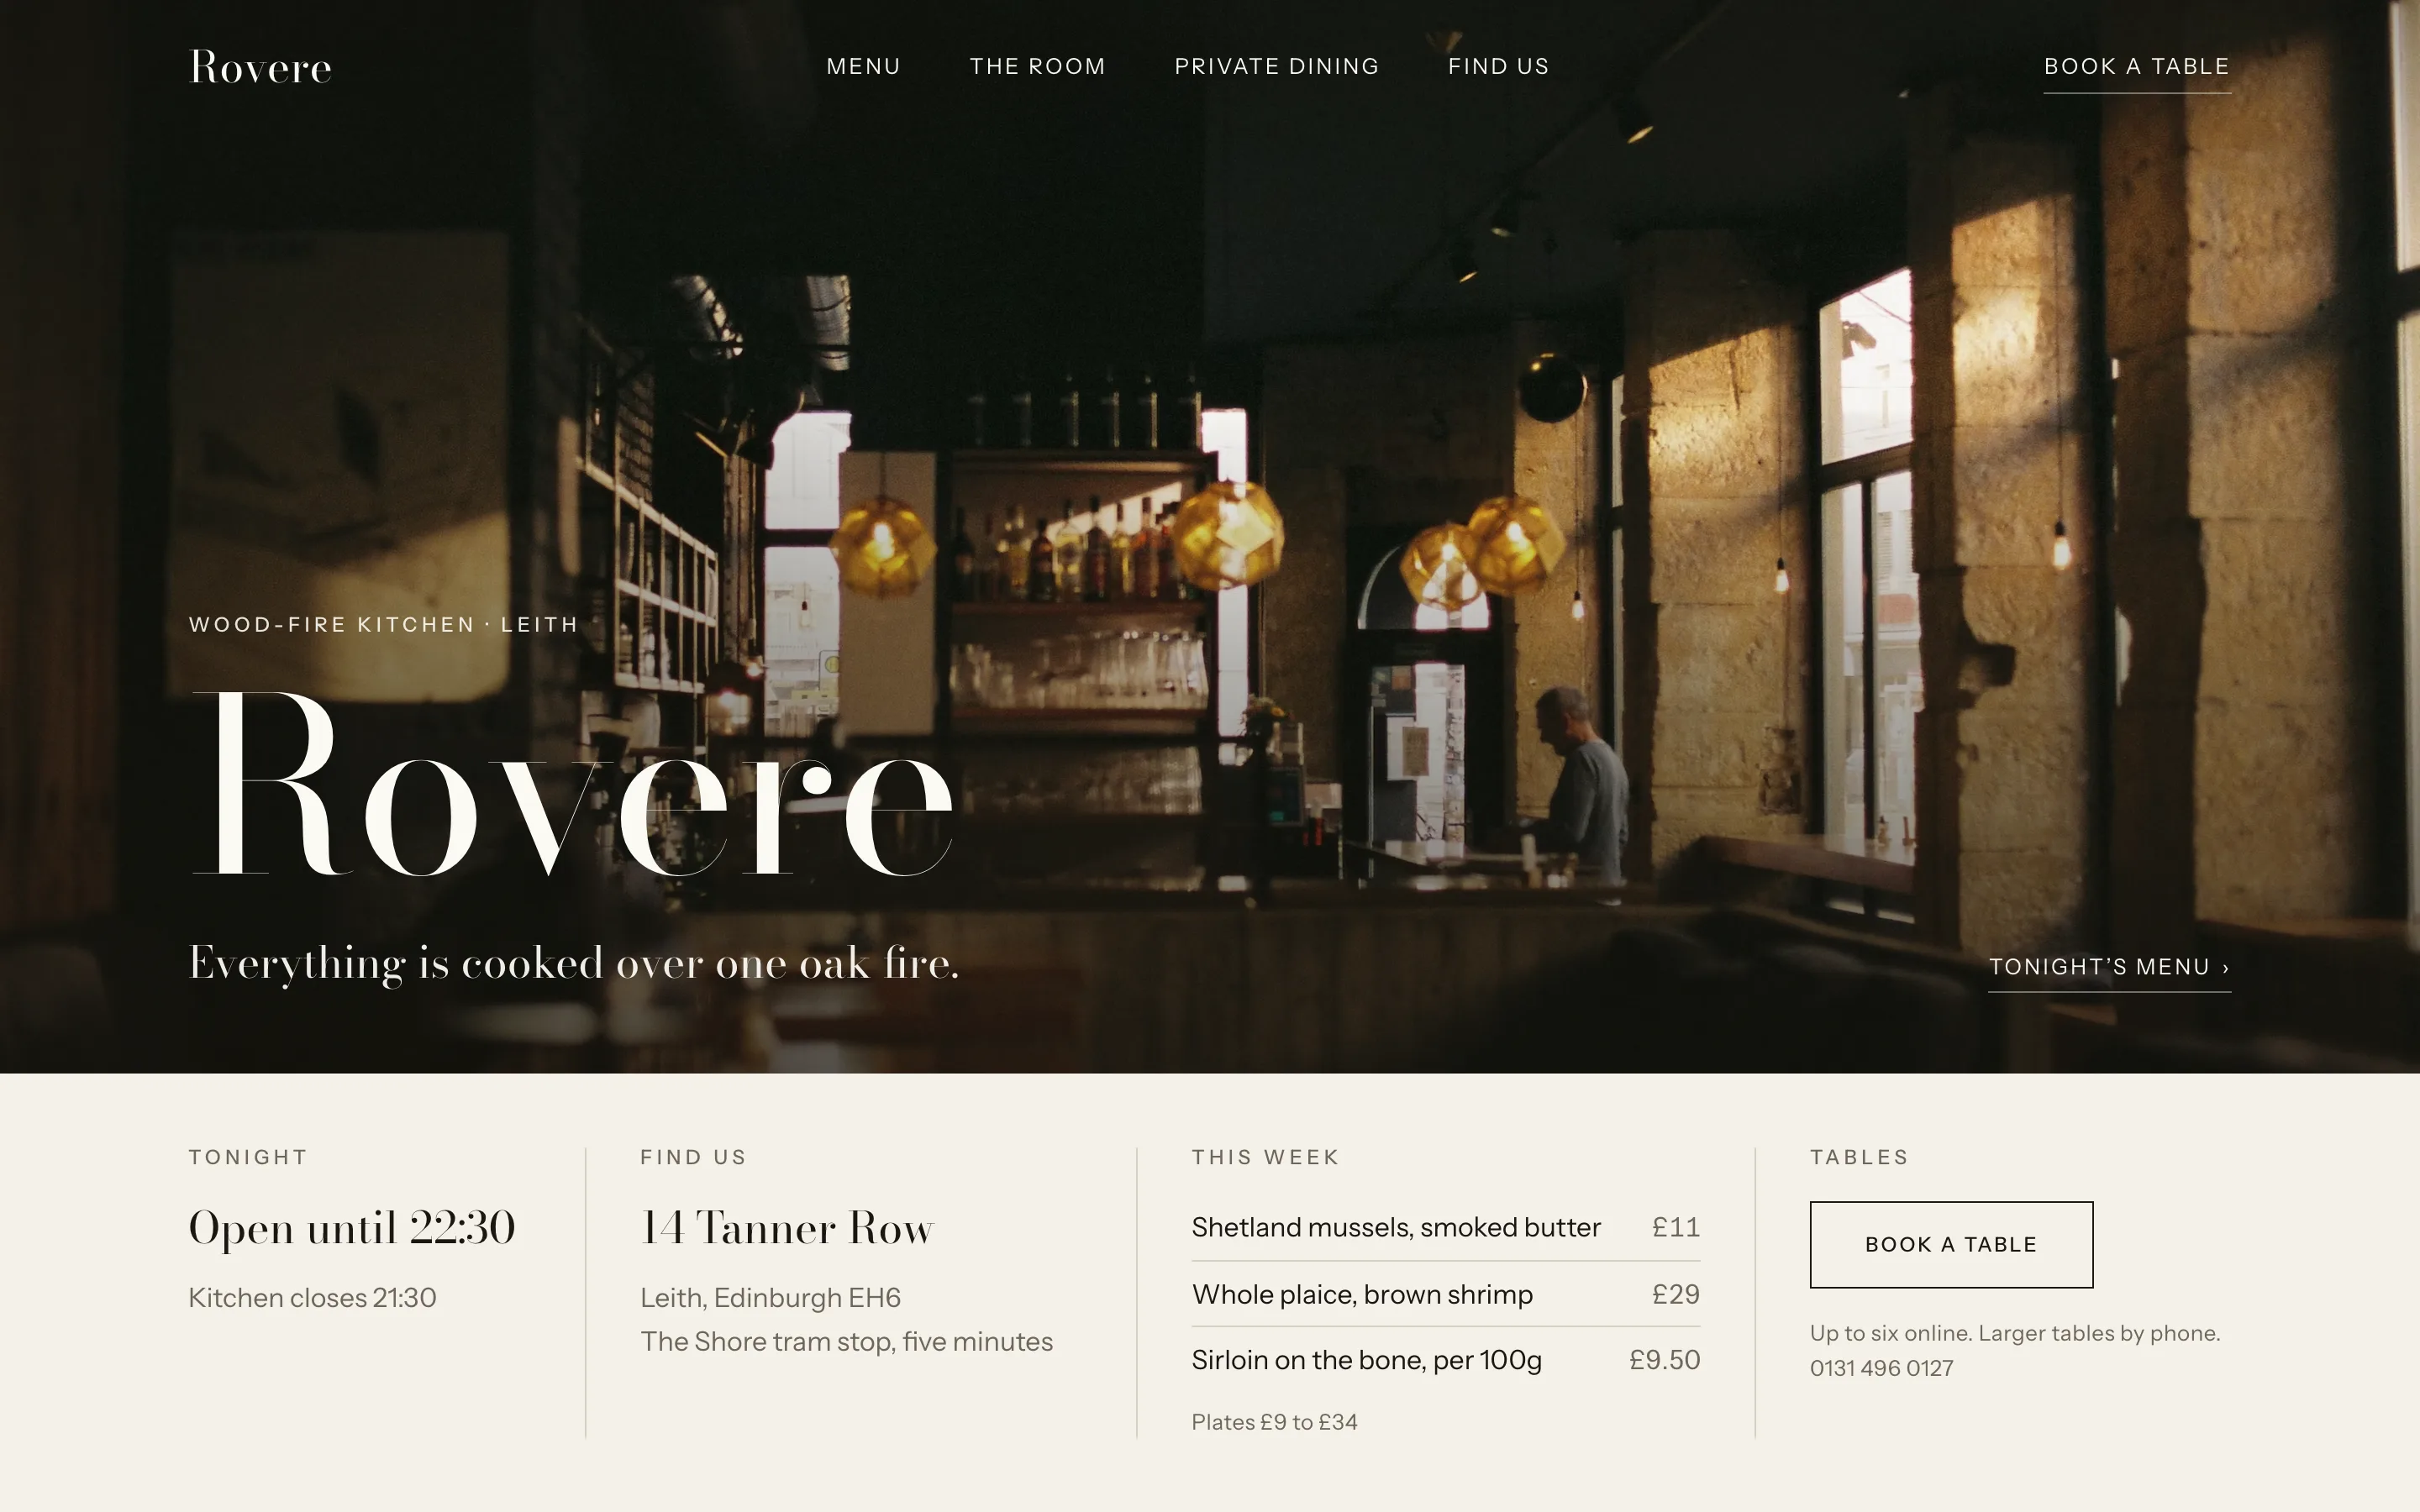 Rovere
MENU
THE ROOM
PRIVATE DINING
FIND US
BOOK A TABLE
WOOD-FIRE KITCHEN · LEITH
Rovere
Everything is cooked over one oak fire.
TONIGHT’S MENU ›
TONIGHT
Open until 22:30
Kitchen closes 21:30
FIND US
14 Tanner Row
Leith, Edinburgh EH6
The Shore tram stop, five minutes
THIS WEEK
Shetland mussels, smoked butter £11
Whole plaice, brown shrimp £29
Sirloin on the bone, per 100g £9.50
Plates £9 to £34
TABLES
BOOK A TABLE
Up to six online. Larger tables by phone.
0131 496 0127